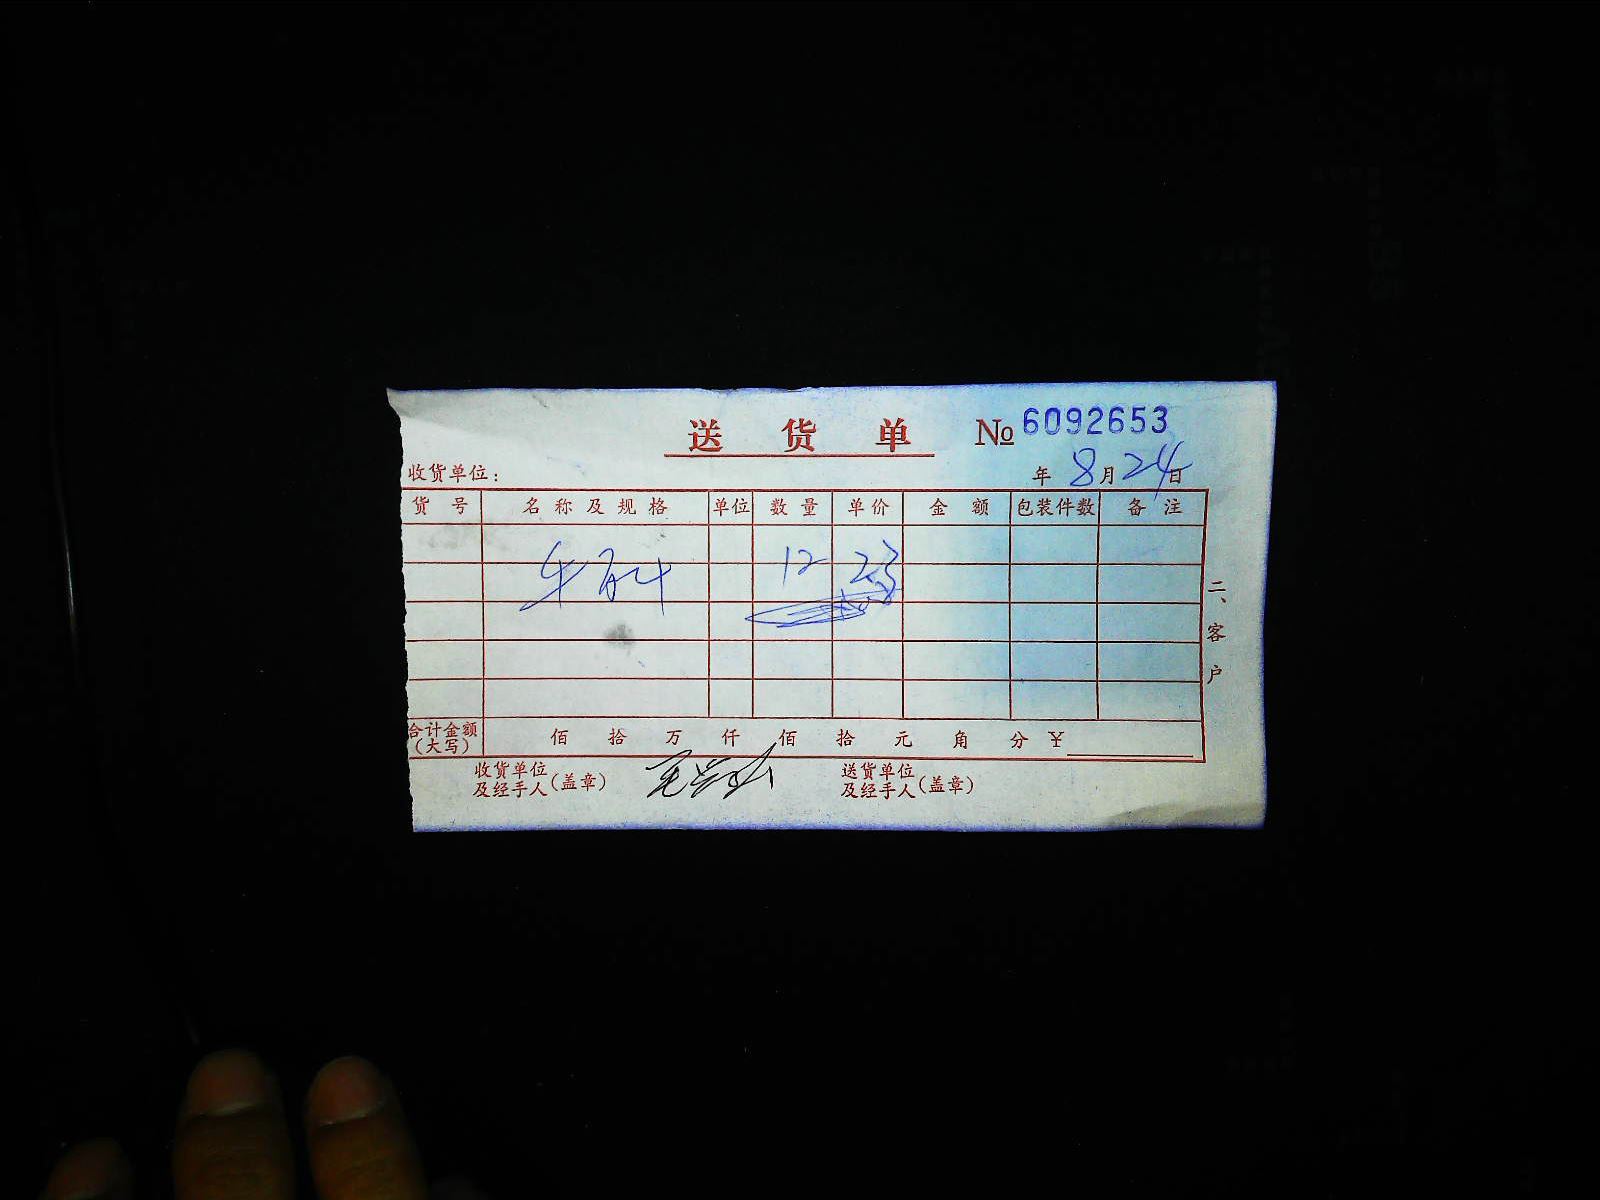 送 货 单 № 6092653
收货单位: 年 8月24日
货 号 名 称 及 规 格 单位 数 量 单价 金 额 包装件数 备 注
12 23
二、客户
合计金额(大写) 佰 拾 万 仟 佰 拾 元 角 分 ¥
收货单位及经手人(盖章) 送货单位及经手人(盖章)